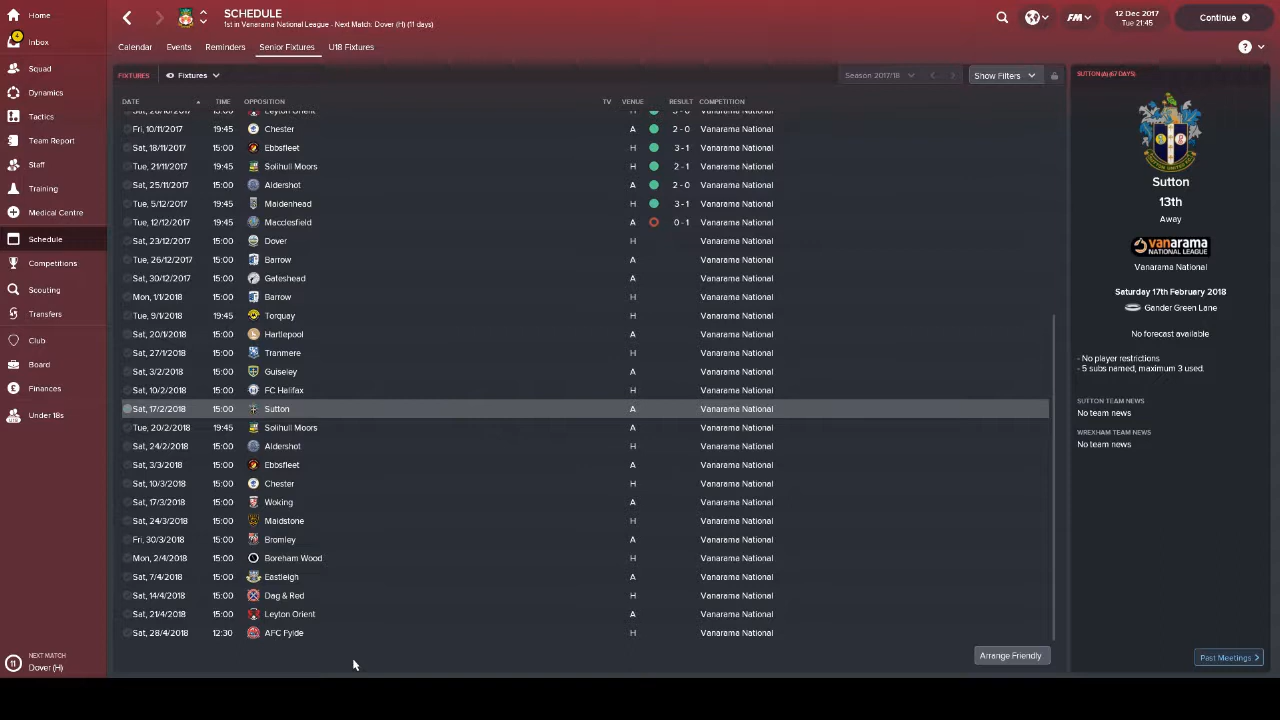 SCHEDULE
1st in Vanarama National League - Next Match: Dover (H) (11 days)
FM
12 Dec 2017
Tue 21:45
Continue
Home
4
Inbox
Squad
Dynamics
Tactics
Team Report
Staff
Training
Medical Centre
Schedule
Competitions
Scouting
Transfers
Club
Board
Finances
Under 18s
11
NEXT MATCH
Dover (H)
Calendar Events Reminders Senior Fixtures U18 Fixtures
?
FIXTURES Fixtures Season 2017/18 Show Filters
DATE TIME OPPOSITION TV VENUE RESULT COMPETITION
Fri, 10/11/2017 19:45 Chester A 2 - 0 Vanarama National
Sat, 18/11/2017 15:00 Ebbsfleet H 3 - 1 Vanarama National
Tue, 21/11/2017 19:45 Solihull Moors H 2 - 1 Vanarama National
Sat, 25/11/2017 15:00 Aldershot A 2 - 0 Vanarama National
Tue, 5/12/2017 19:45 Maidenhead H 3 - 1 Vanarama National
Tue, 12/12/2017 19:45 Macclesfield A 0 - 1 Vanarama National
Sat, 23/12/2017 15:00 Dover H Vanarama National
Tue, 26/12/2017 15:00 Barrow A Vanarama National
Sat, 30/12/2017 15:00 Gateshead A Vanarama National
Mon, 1/1/2018 15:00 Barrow H Vanarama National
Tue, 9/1/2018 19:45 Torquay H Vanarama National
Sat, 20/1/2018 15:00 Hartlepool A Vanarama National
Sat, 27/1/2018 15:00 Tranmere H Vanarama National
Sat, 3/2/2018 15:00 Guiseley A Vanarama National
Sat, 10/2/2018 15:00 FC Halifax H Vanarama National
Sat, 17/2/2018 15:00 Sutton A Vanarama National
Tue, 20/2/2018 19:45 Solihull Moors A Vanarama National
Sat, 24/2/2018 15:00 Aldershot H Vanarama National
Sat, 3/3/2018 15:00 Ebbsfleet A Vanarama National
Sat, 10/3/2018 15:00 Chester H Vanarama National
Sat, 17/3/2018 15:00 Woking A Vanarama National
Sat, 24/3/2018 15:00 Maidstone H Vanarama National
Fri, 30/3/2018 15:00 Bromley A Vanarama National
Mon, 2/4/2018 15:00 Boreham Wood H Vanarama National
Sat, 7/4/2018 15:00 Eastleigh A Vanarama National
Sat, 14/4/2018 15:00 Dag & Red H Vanarama National
Sat, 21/4/2018 15:00 Leyton Orient A Vanarama National
Sat, 28/4/2018 12:30 AFC Fylde H Vanarama National
Arrange Friendly
SUTTON (A) (67 DAYS)
Sutton
13th
Away
vanarama
NATIONAL LEAGUE
Vanarama National
Saturday 17th February 2018
Gander Green Lane
No forecast available
- No player restrictions
- 5 subs named, maximum 3 used.
SUTTON TEAM NEWS
No team news
WREXHAM TEAM NEWS
No team news
Past Meetings